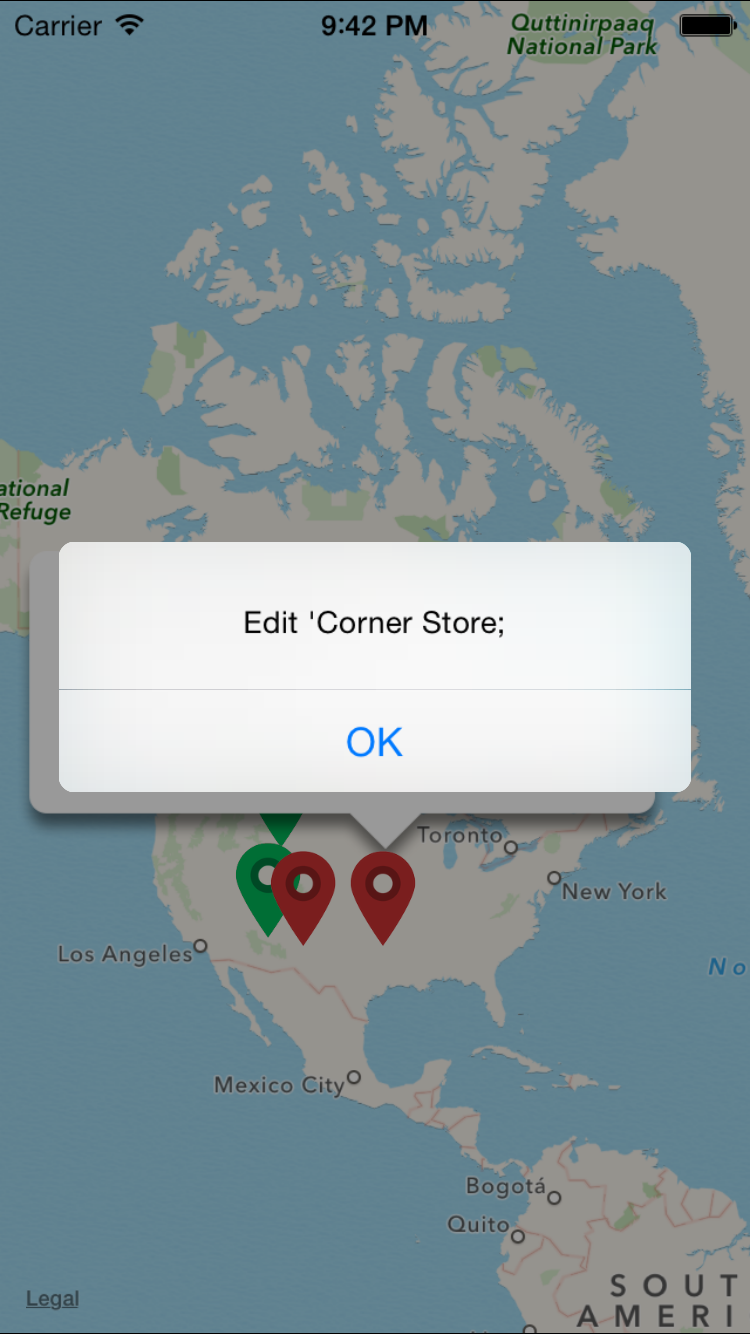 Carrier 9:42 PM
Quttinirpaaq
National Park
ational
Refuge
Edit 'Corner Store;
OK
Toronto
New York
Los Angeles
No
Mexico City
Bogotá
Quito
SOUT
AMERI
Legal